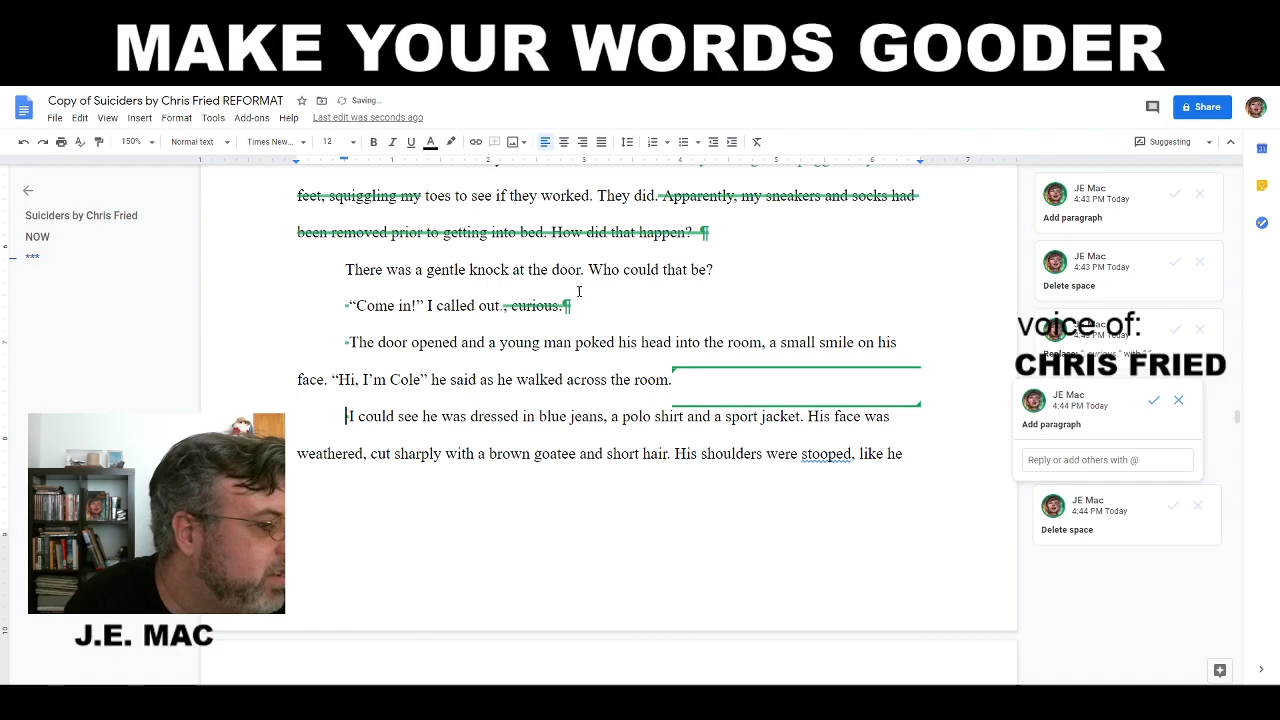 MAKE YOUR WORDS GOODER
Copy of Suiciders by Chris Fried REFORMAT
Saving...
File Edit View Insert Format Tools Add-ons Help
Last edit was seconds ago
Share
150%
Normal text
Times New...
12
B I U A
Suggesting
1 1 2 3 4 5 6 7
Suiciders by Chris Fried
NOW
***
feet, squiggling my toes to see if they worked. They did. Apparently, my sneakers and socks had
been removed prior to getting into bed. How did that happen? ¶
There was a gentle knock at the door. Who could that be?
“Come in!” I called out., curious.¶
The door opened and a young man poked his head into the room, a small smile on his
face. “Hi, I’m Cole” he said as he walked across the room.
I could see he was dressed in blue jeans, a polo shirt and a sport jacket. His face was
weathered, cut sharply with a brown goatee and short hair. His shoulders were stooped, like he
JE Mac
4:43 PM Today
Add paragraph
JE Mac
4:43 PM Today
Delete space
voice of:
CHRIS FRIED
JE Mac
4:44 PM Today
Add paragraph
Reply or add others with @
JE Mac
4:44 PM Today
Delete space
J.E. MAC